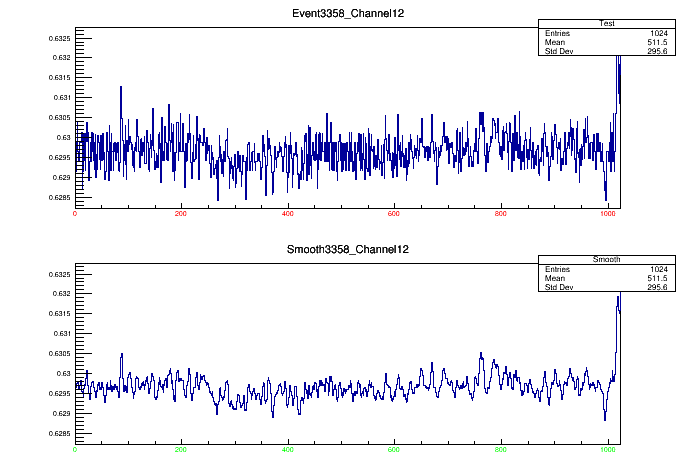 Event3358_Channel12
Test
Entries 1024
Mean 511.5
Std Dev 295.6
0.6325
0.632
0.6315
0.631
0.6305
0.63
0.6295
0.629
0.6285
0 200 400 600 800 1000
Smooth3358_Channel12
Smooth
Entries 1024
Mean 511.5
Std Dev 295.6
0.6325
0.632
0.6315
0.631
0.6305
0.63
0.6295
0.629
0.6285
0 200 400 600 800 1000